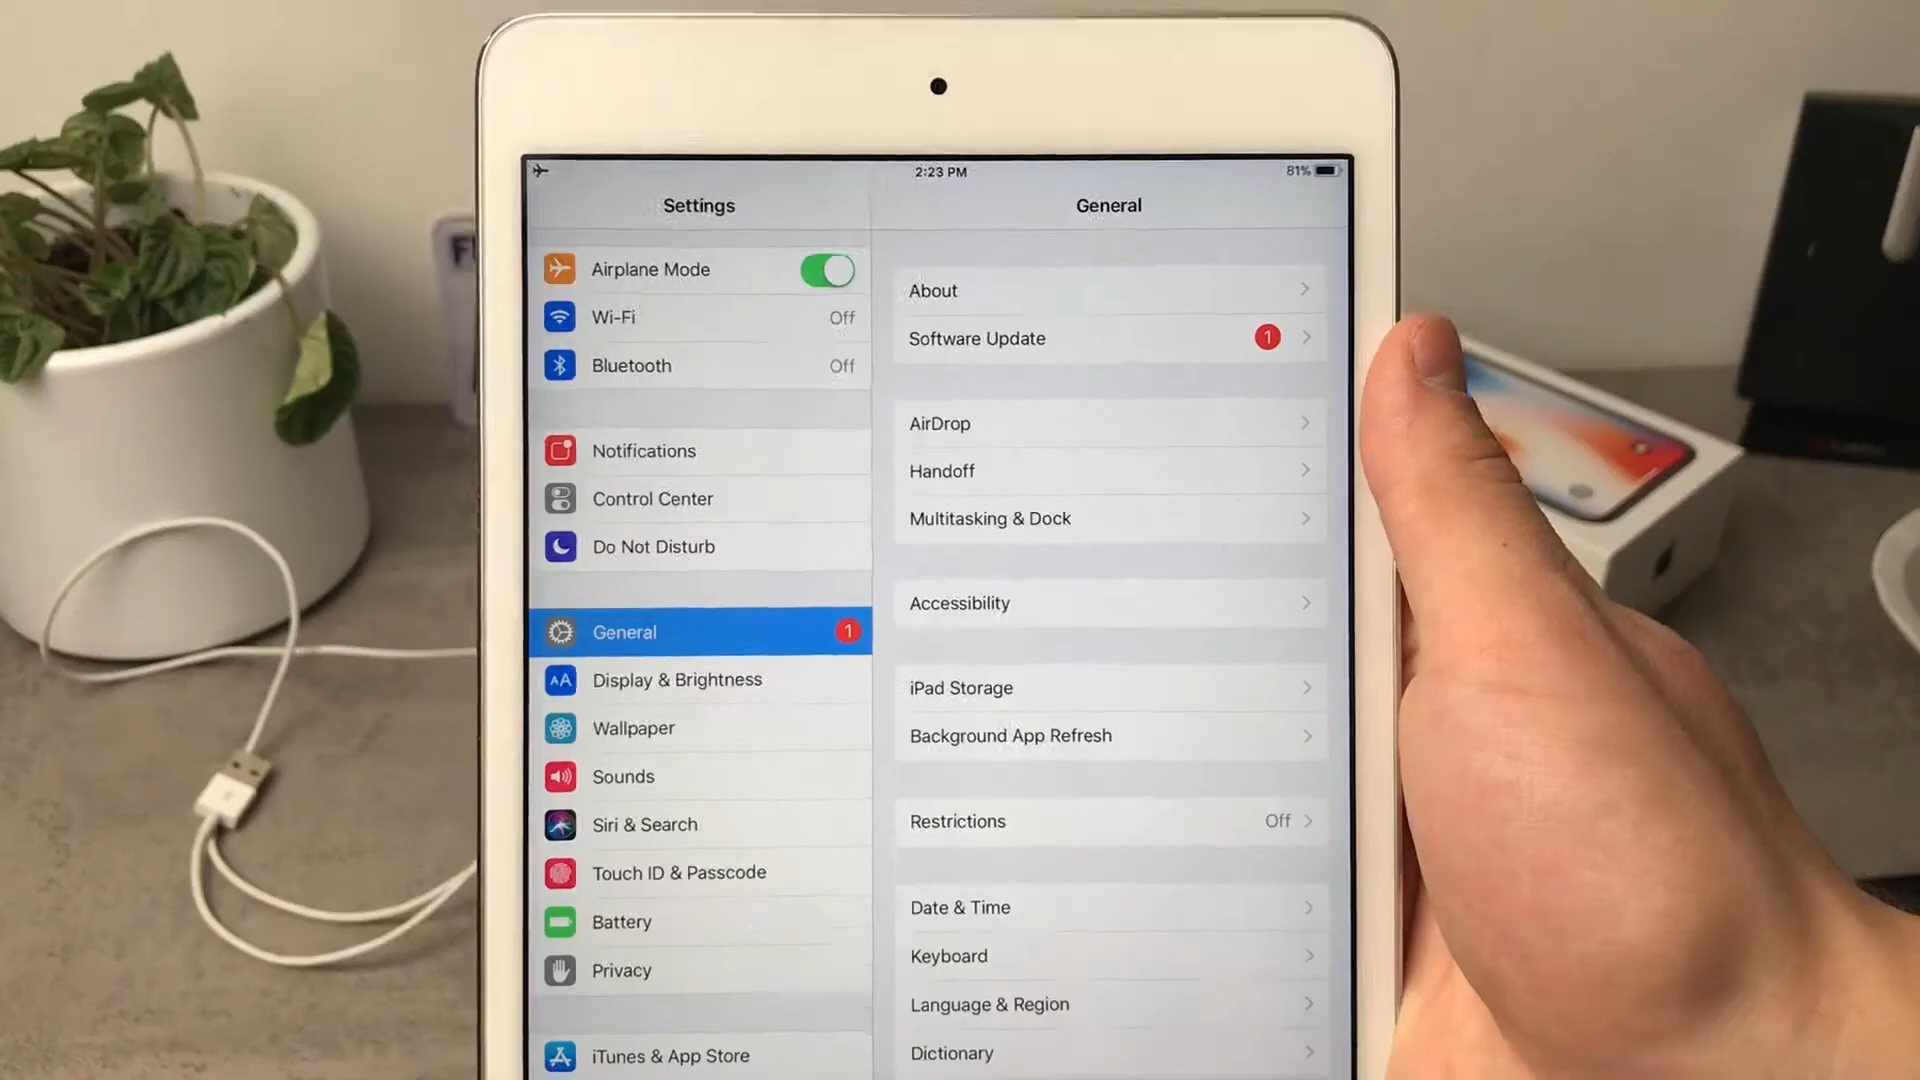 2:23 PM
81%
Settings
General
Airplane Mode
Wi-Fi
Off
Bluetooth
Off
Notifications
Control Center
Do Not Disturb
General
1
AA
Display & Brightness
Wallpaper
Sounds
Siri & Search
Touch ID & Passcode
Battery
Privacy
iTunes & App Store
About
Software Update
1
AirDrop
Handoff
Multitasking & Dock
Accessibility
iPad Storage
Background App Refresh
Restrictions
Off
Date & Time
Keyboard
Language & Region
Dictionary